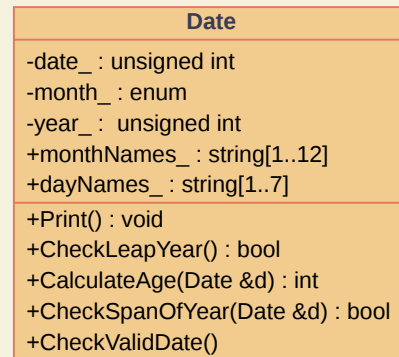 Date
-date_ : unsigned int
-month_ : enum
-year_ :  unsigned int
+monthNames_ : string[1..12]
+dayNames_ : string[1..7]
+Print() : void
+CheckLeapYear() : bool
+CalculateAge(Date &d) : int
+CheckSpanOfYear(Date &d) : bool
+CheckValidDate()